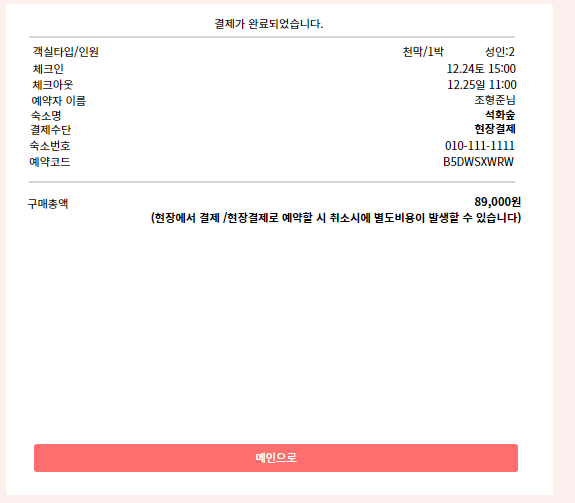 결제가 완료되었습니다.
객실타입/인원 천막/1박 성인:2
체크인 12.24토 15:00
체크아웃 12.25일 11:00
예약자 이름 조형준님
숙소명 석화숲
결제수단 현장결제
숙소번호 010-111-1111
예약코드 B5DWSXWRW
구매총액 89,000원
(현장에서 결제 /현장결제로 예약할 시 취소시에 별도비용이 발생할 수 있습니다)
메인으로